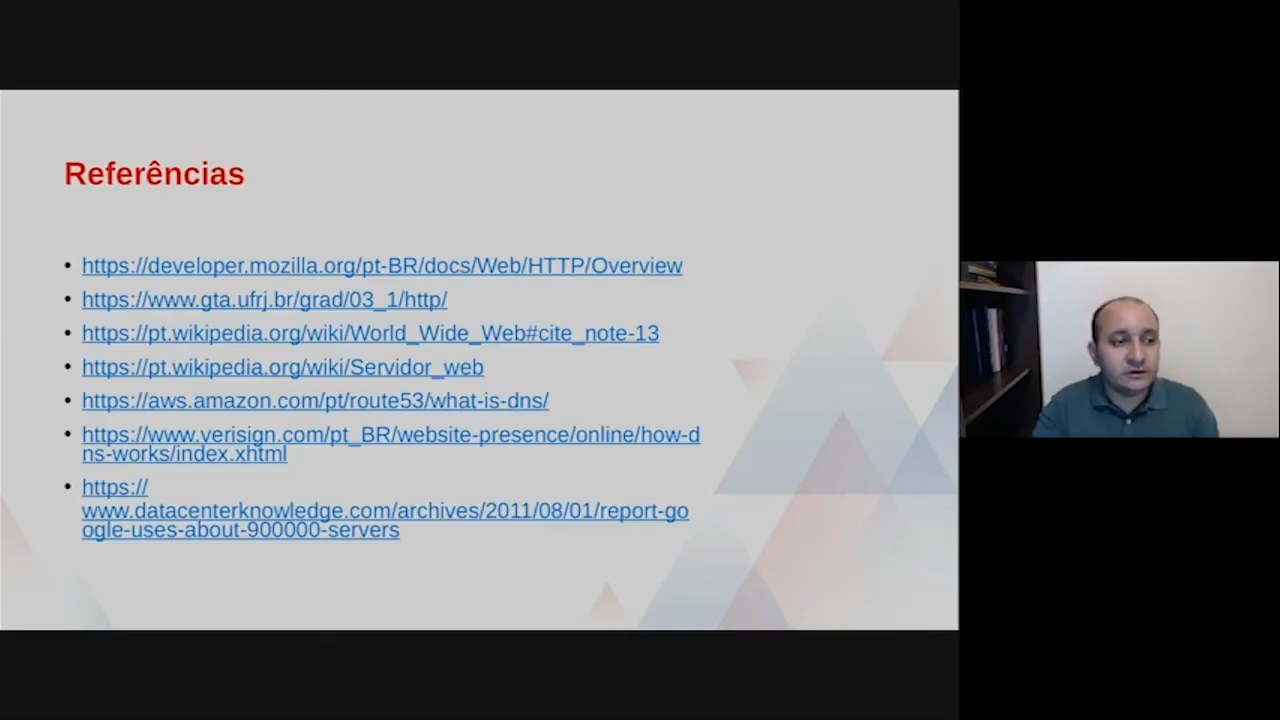 Referências
• https://developer.mozilla.org/pt-BR/docs/Web/HTTP/Overview
• https://www.gta.ufrj.br/grad/03_1/http/
• https://pt.wikipedia.org/wiki/World_Wide_Web#cite_note-13
• https://pt.wikipedia.org/wiki/Servidor_web
• https://aws.amazon.com/pt/route53/what-is-dns/
• https://www.verisign.com/pt_BR/website-presence/online/how-d
ns-works/index.xhtml
• https://
www.datacenterknowledge.com/archives/2011/08/01/report-go
ogle-uses-about-900000-servers